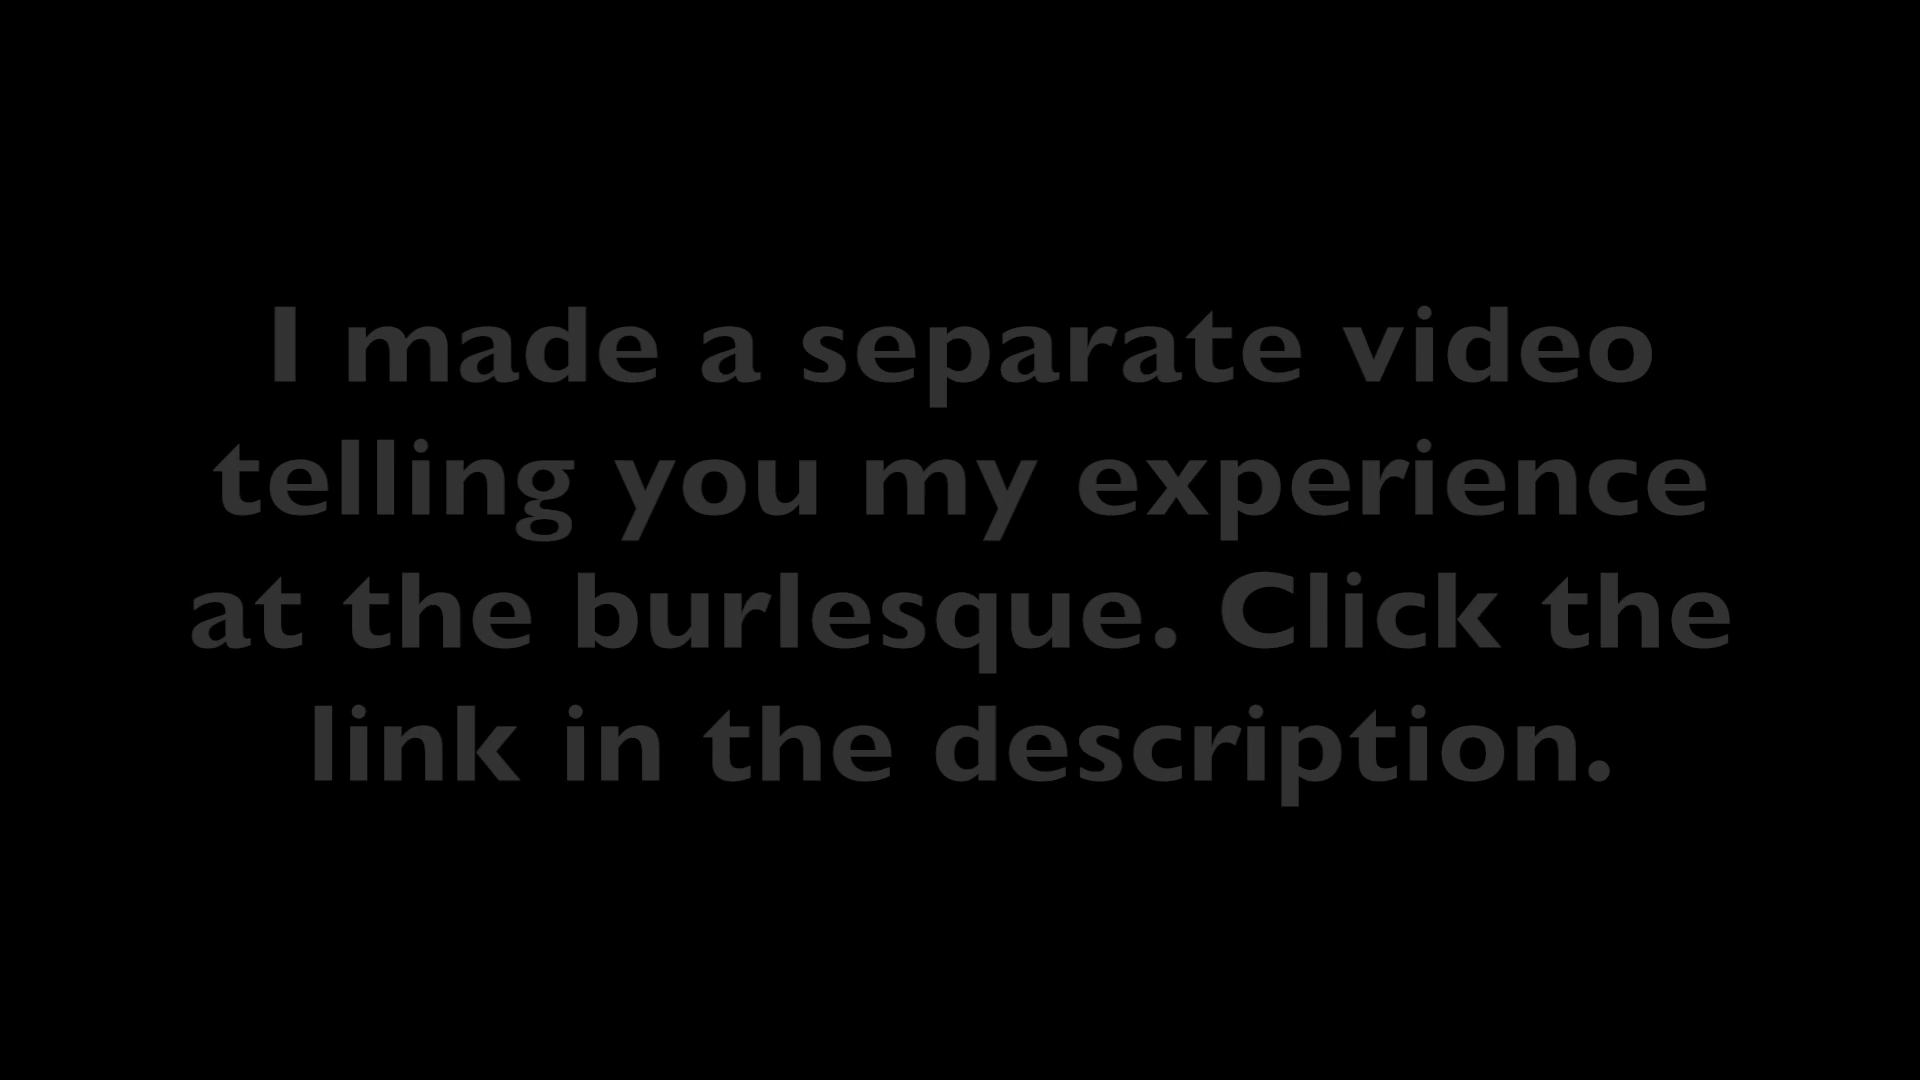 I made a separate video
telling you my experience
at the burlesque. Click the
link in the description.